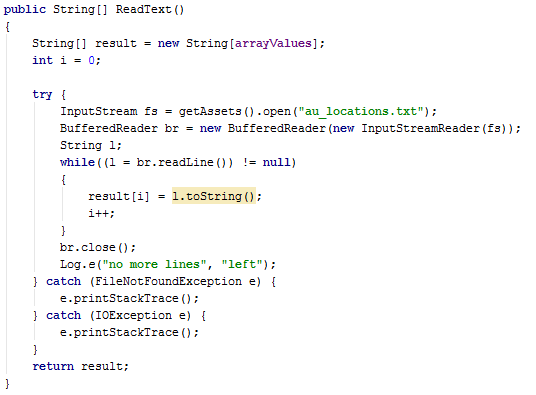 public String[] ReadText()
{
    String[] result = new String[arrayValues];
    int i = 0;

    try {
        InputStream fs = getAssets().open("au_locations.txt");
        BufferedReader br = new BufferedReader(new InputStreamReader(fs));
        String l;
        while((l = br.readLine()) != null)
        {
            result[i] = l.toString();
            i++;
        }
        br.close();
        Log.e("no more lines", "left");
    } catch (FileNotFoundException e) {
        e.printStackTrace();
    } catch (IOException e) {
        e.printStackTrace();
    }
    return result;
}